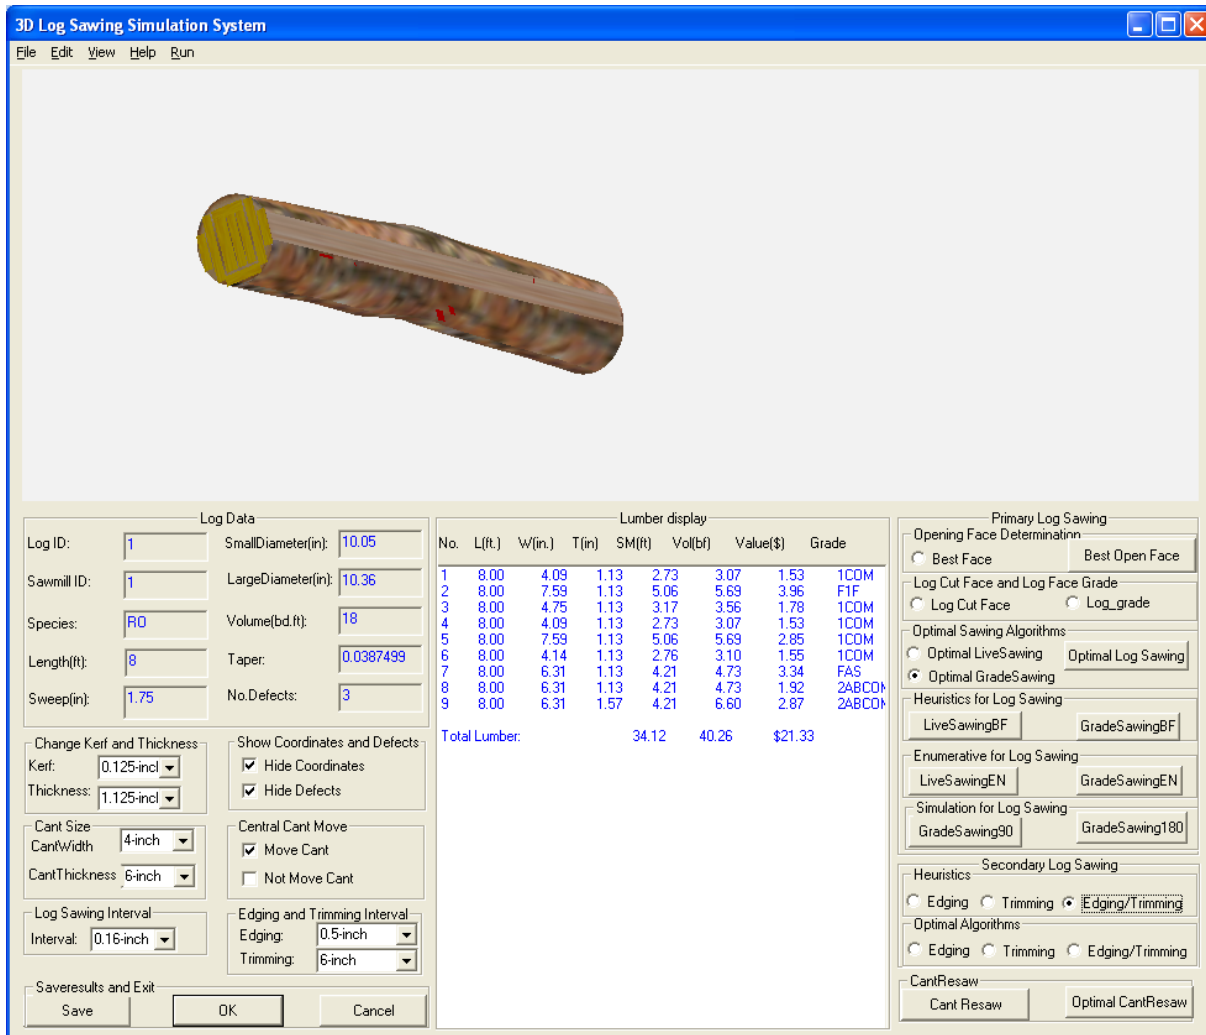 3D Log Sawing Simulation System
File Edit View Help Run
Log Data
Log ID: 1 SmallDiameter(in): 10.05
Sawmill ID: 1 LargeDiameter(in): 10.36
Species: RO Volume(bd.ft): 18
Length(ft): 8 Taper: 0.0387499
Sweep(in): 1.75 No.Defects: 3
Change Kerf and Thickness
Kerf: 0.125-incl
Thickness: 1.125-incl
Show Coordinates and Defects
Hide Coordinates
Hide Defects
Cant Size
CantWidth 4-inch
CantThickness 6-inch
Central Cant Move
Move Cant
Not Move Cant
Log Sawing Interval
Interval: 0.16-inch
Edging and Trimming Interval
Edging: 0.5-inch
Trimming: 6-inch
Saveresults and Exit
Save OK Cancel
Lumber display
No. L(ft.) W(in.) T(in) SM(ft) Vol(bf) Value($) Grade
1 8.00 4.09 1.13 2.73 3.07 1.53 1COM
2 8.00 7.59 1.13 5.06 5.69 3.96 F1F
3 8.00 4.75 1.13 3.17 3.56 1.78 1COM
4 8.00 4.09 1.13 2.73 3.07 1.53 1COM
5 8.00 7.59 1.13 5.06 5.69 2.85 1COM
6 8.00 4.14 1.13 2.76 3.10 1.55 1COM
7 8.00 6.31 1.13 4.21 4.73 3.34 FAS
8 8.00 6.31 1.13 4.21 4.73 1.92 2ABCOM
9 8.00 6.31 1.57 4.21 6.60 2.87 2ABCOM
Total Lumber: 34.12 40.26 $21.33
Primary Log Sawing
Opening Face Determination
Best Face Best Open Face
Log Cut Face and Log Face Grade
Log Cut Face Log_grade
Optimal Sawing Algorithms
Optimal LiveSawing
Optimal Log Sawing
Optimal GradeSawing
Heuristics for Log Sawing
LiveSawingBF GradeSawingBF
Enumerative for Log Sawing
LiveSawingEN GradeSawingEN
Simulation for Log Sawing
GradeSawing90 GradeSawing180
Secondary Log Sawing
Heuristics
Edging Trimming Edging/Trimming
Optimal Algorithms
Edging Trimming Edging/Trimming
CantResaw
Cant Resaw Optimal CantResaw